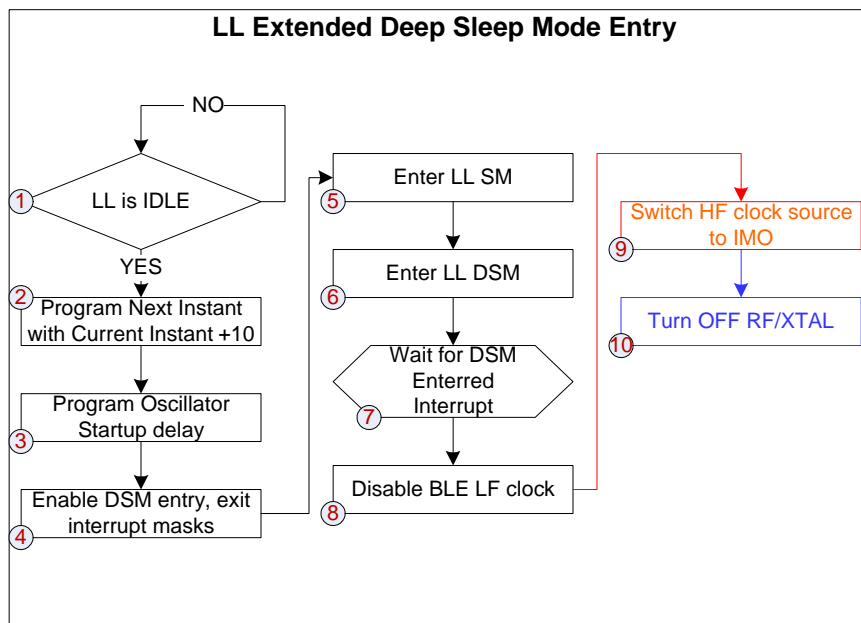 LL Extended Deep Sleep Mode Entry
NO
1
LL is IDLE
YES
2
Program Next Instant
with Current Instant +10
3
Program Oscillator
Startup delay
4
Enable DSM entry, exit
interrupt masks
5
Enter LL SM
6
Enter LL DSM
7
Wait for DSM
Enterred
Interrupt
8
Disable BLE LF clock
9
Switch HF clock source
to IMO
10
Turn OFF RF/XTAL